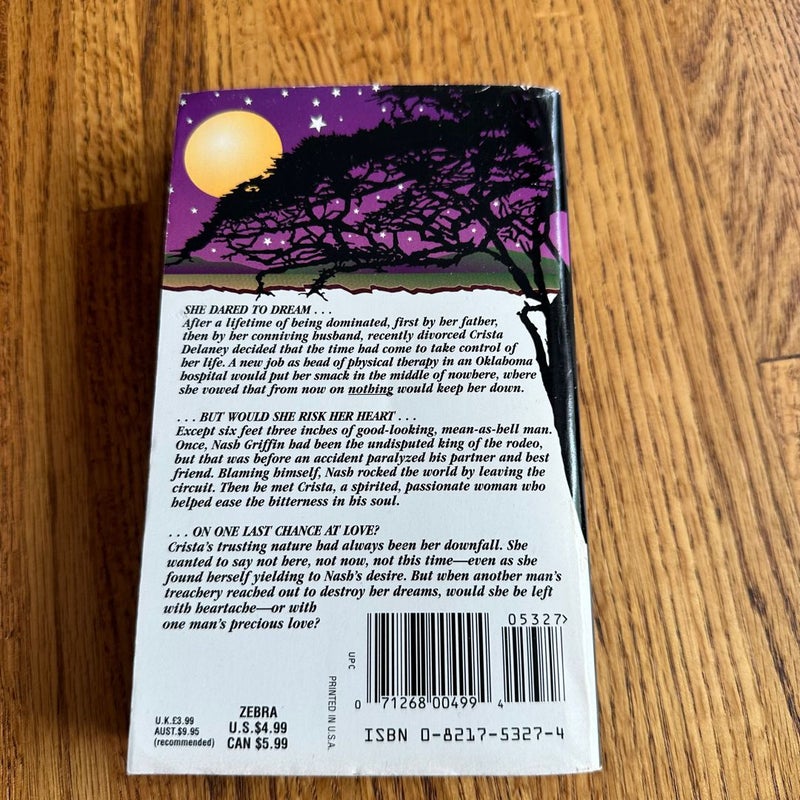 SHE DARED TO DREAM . . .
After a lifetime of being dominated, first by her father,
then by her conniving husband, recently divorced Crista
Delaney decided that the time had come to take control of
her life. A new job as head of physical therapy in an Oklahoma
hospital would put her smack in the middle of nowhere, where
she vowed that from now on nothing would keep her down.
. . . BUT WOULD SHE RISK HER HEART . . .
Except six feet three inches of good-looking, mean-as-hell man.
Once, Nash Griffin had been the undisputed king of the rodeo,
but that was before an accident paralyzed his partner and best
friend. Blaming himself, Nash rocked the world by leaving the
circuit. Then he met Crista, a spirited, passionate woman who
helped ease the bitterness in his soul.
. . . ON ONE LAST CHANCE AT LOVE?
Crista's trusting nature had always been her downfall. She
wanted to say not here, not now, not this time—even as she
found herself yielding to Nash's desire. But when another man's
treachery reached out to destroy her dreams, would she be left
with heartache—or with
one man's precious love?
05327>
UPC
0 71268 00499 4
PRINTED IN U.S.A.
U.K.£3.99
AUST.$9.95
(recommended)
ZEBRA
U.S.$4.99
CAN $5.99
ISBN 0-8217-5327-4